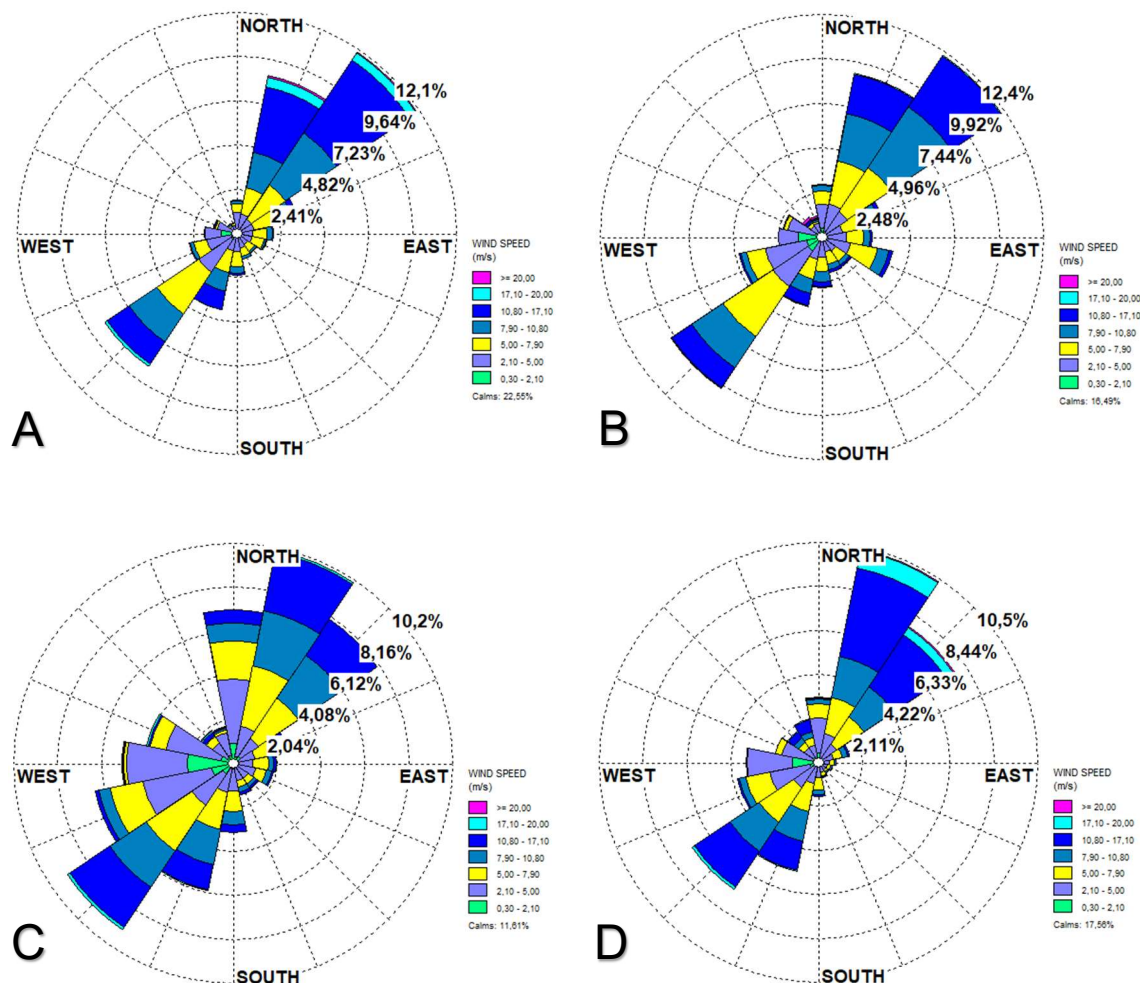 NORTH
12,1%
9,64%
7,23%
4,82%
2,41%
WEST
EAST
SOUTH
WIND SPEED
(m/s)
>= 20,00
17,10 - 20,00
10,80 - 17,10
7,90 - 10,80
5,00 - 7,90
2,10 - 5,00
0,30 - 2,10
Calms: 22,55%
A
NORTH
12,4%
9,92%
7,44%
4,96%
2,48%
WEST
EAST
SOUTH
WIND SPEED
(m/s)
>= 20,00
17,10 - 20,00
10,80 - 17,10
7,90 - 10,80
5,00 - 7,90
2,10 - 5,00
0,30 - 2,10
Calms: 16,49%
B
NORTH
10,2%
8,16%
6,12%
4,08%
2,04%
WEST
EAST
SOUTH
WIND SPEED
(m/s)
>= 20,00
17,10 - 20,00
10,80 - 17,10
7,90 - 10,80
5,00 - 7,90
2,10 - 5,00
0,30 - 2,10
Calms: 11,61%
C
NORTH
10,5%
8,44%
6,33%
4,22%
2,11%
WEST
EAST
SOUTH
WIND SPEED
(m/s)
>= 20,00
17,10 - 20,00
10,80 - 17,10
7,90 - 10,80
5,00 - 7,90
2,10 - 5,00
0,30 - 2,10
Calms: 17,56%
D